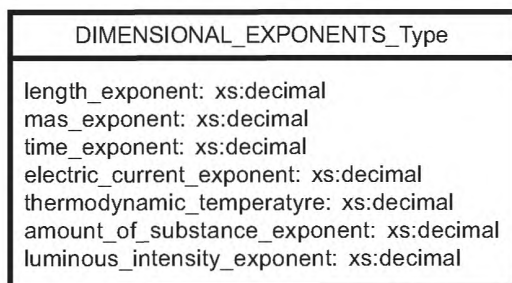 DIMENSIONAL_EXPONENTS_Type
length_exponent: xs:decimal
mas_exponent: xs:decimal
time_exponent: xs:decimal
electric_current_exponent: xs:decimal
thermodynamic_temperatyre: xs:decimal
amount_of_substance_exponent: xs:decimal
luminous_intensity_exponent: xs:decimal